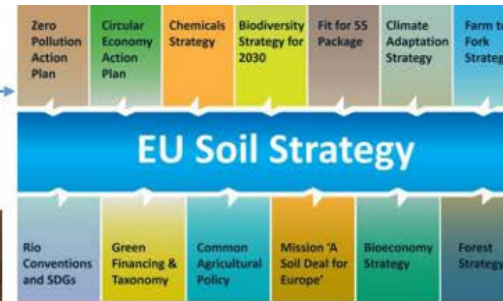 Zero
Pollution
Action
Plan
Circular
Economy
Action
Plan
Chemicals
Strategy
Biodiversity
Strategy for
2030
Fit for 55
Package
Climate
Adaptation
Strategy
Farm to
Fork
Strateg
EU Soil Strategy
Rio
Conventions
and SDGs
Green
Financing &
Taxonomy
Common
Agricultural
Policy
Mission 'A
Soil Deal for
Europe'
Bioeconomy
Strategy
Forest
Strategy